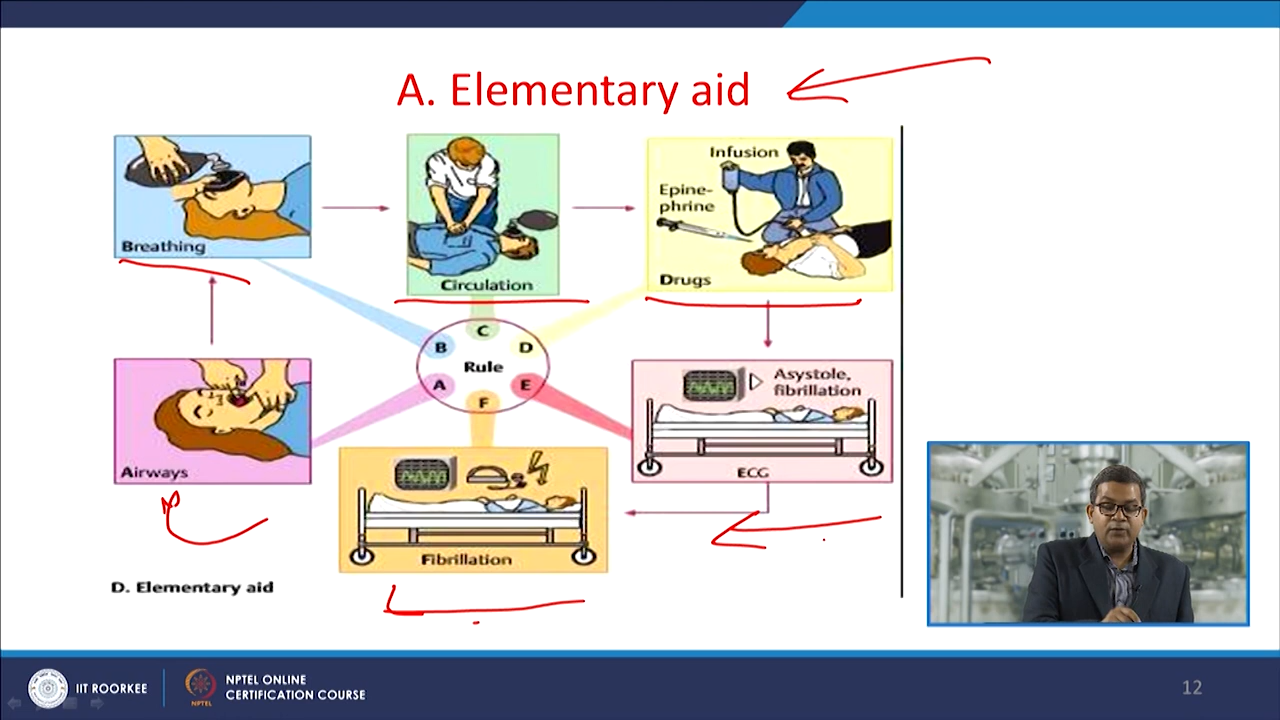 A. Elementary aid
Breathing
Circulation
Infusion
Epine-
phrine
Drugs
B
C
D
Rule
A
E
F
Airways
Asystole,
fibrillation
ECG
Fibrillation
D. Elementary aid
IIT ROORKEE
NPTEL
NPTEL ONLINE
CERTIFICATION COURSE
12